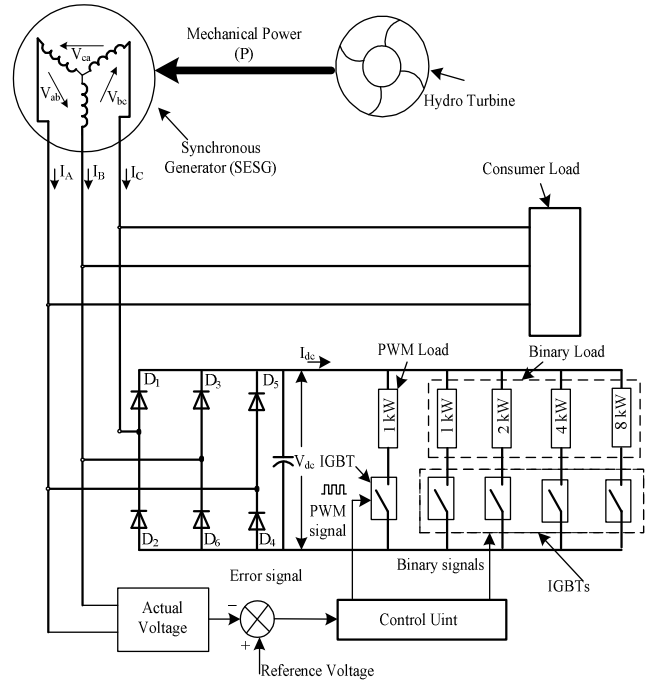 Mechanical Power
(P)
Hydro Turbine
Vca
Vab
Vbc
Synchronous
Generator (SESG)
IA
IB
IC
Consumer Load
Idc
PWM Load
Binary Load
D1
D3
D5
1 kW
1 kW
2 kW
4 kW
8 kW
Vdc
IGBT
PWM
signal
D2
D6
D4
Error signal
Binary signals
IGBTs
Actual
Voltage
−
+
Control Uint
Reference Voltage